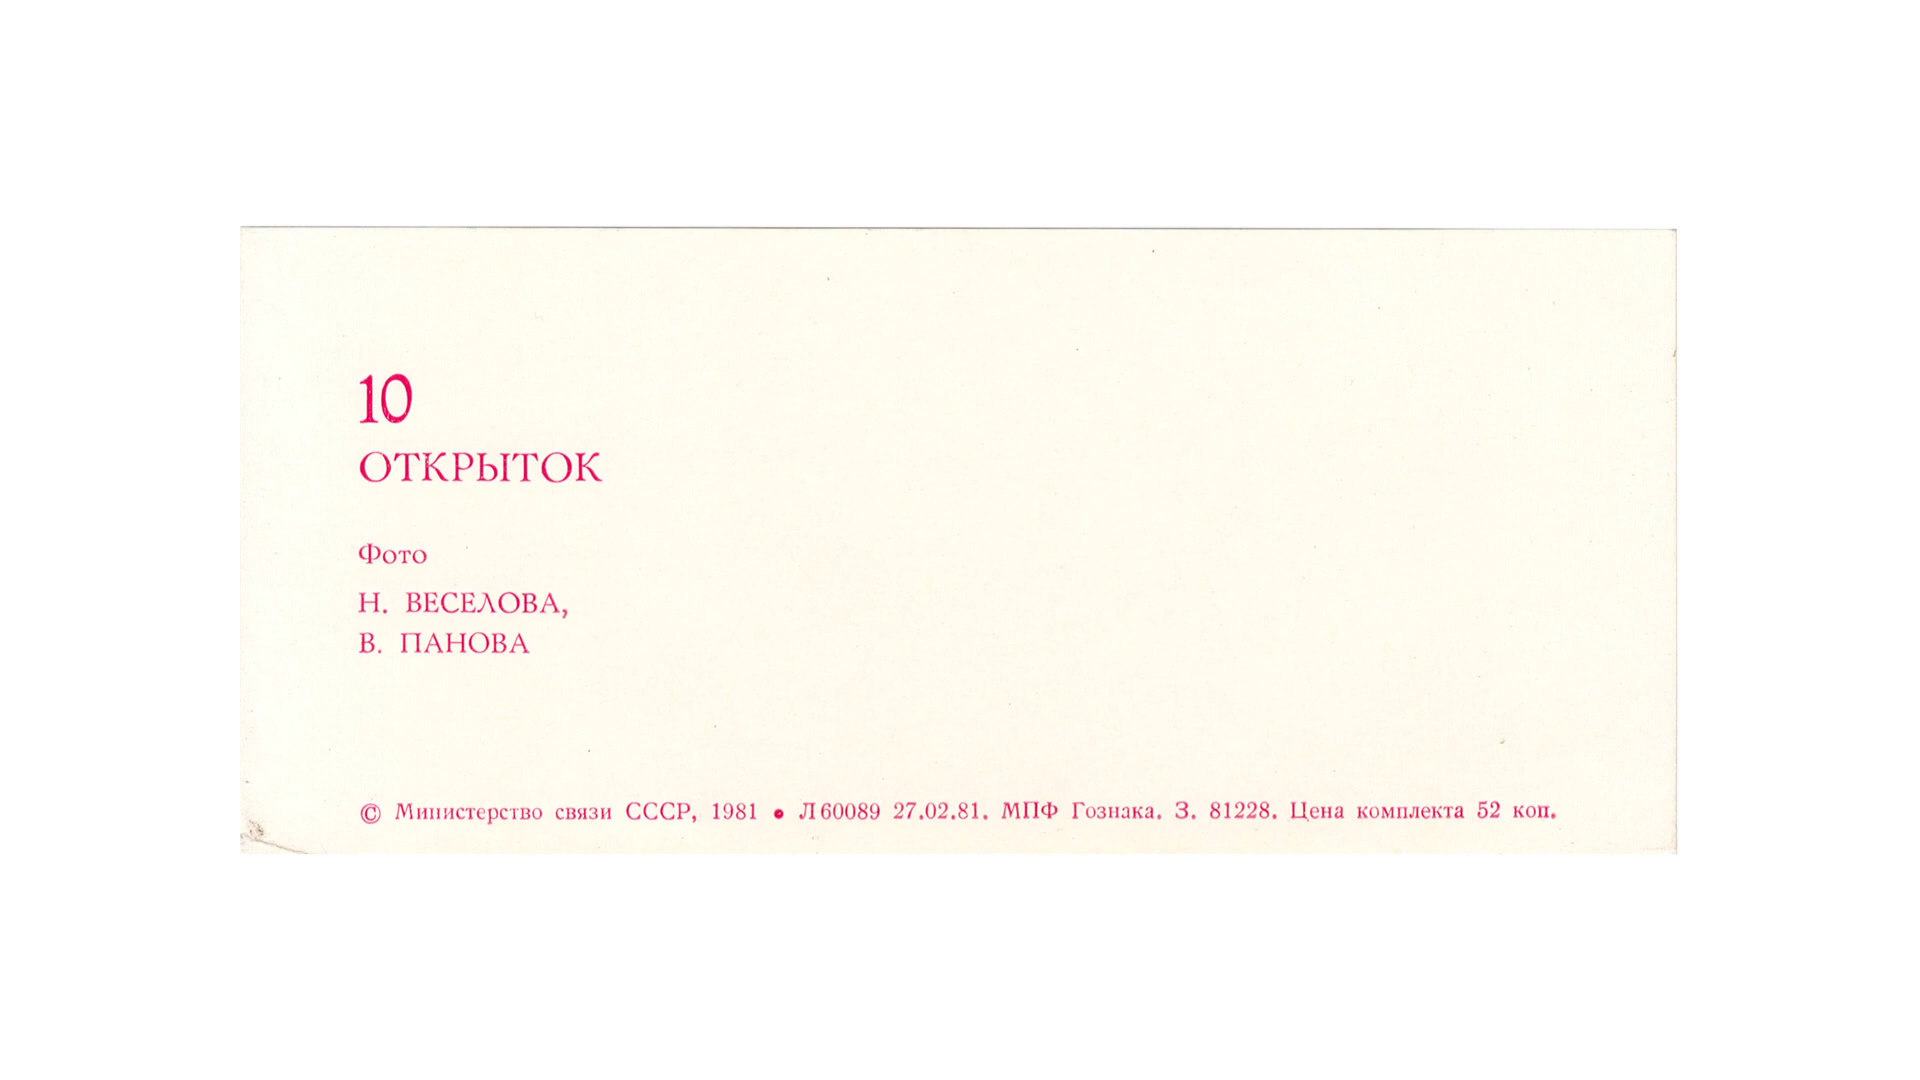 10
ОТКРЫТОК
Фото
Н. ВЕСЕЛОВА,
В. ПАНОВА
© Министерство связи СССР, 1981 • Л60089 27.02.81. МПФ Гознака. З. 81228. Цена комплекта 52 коп.